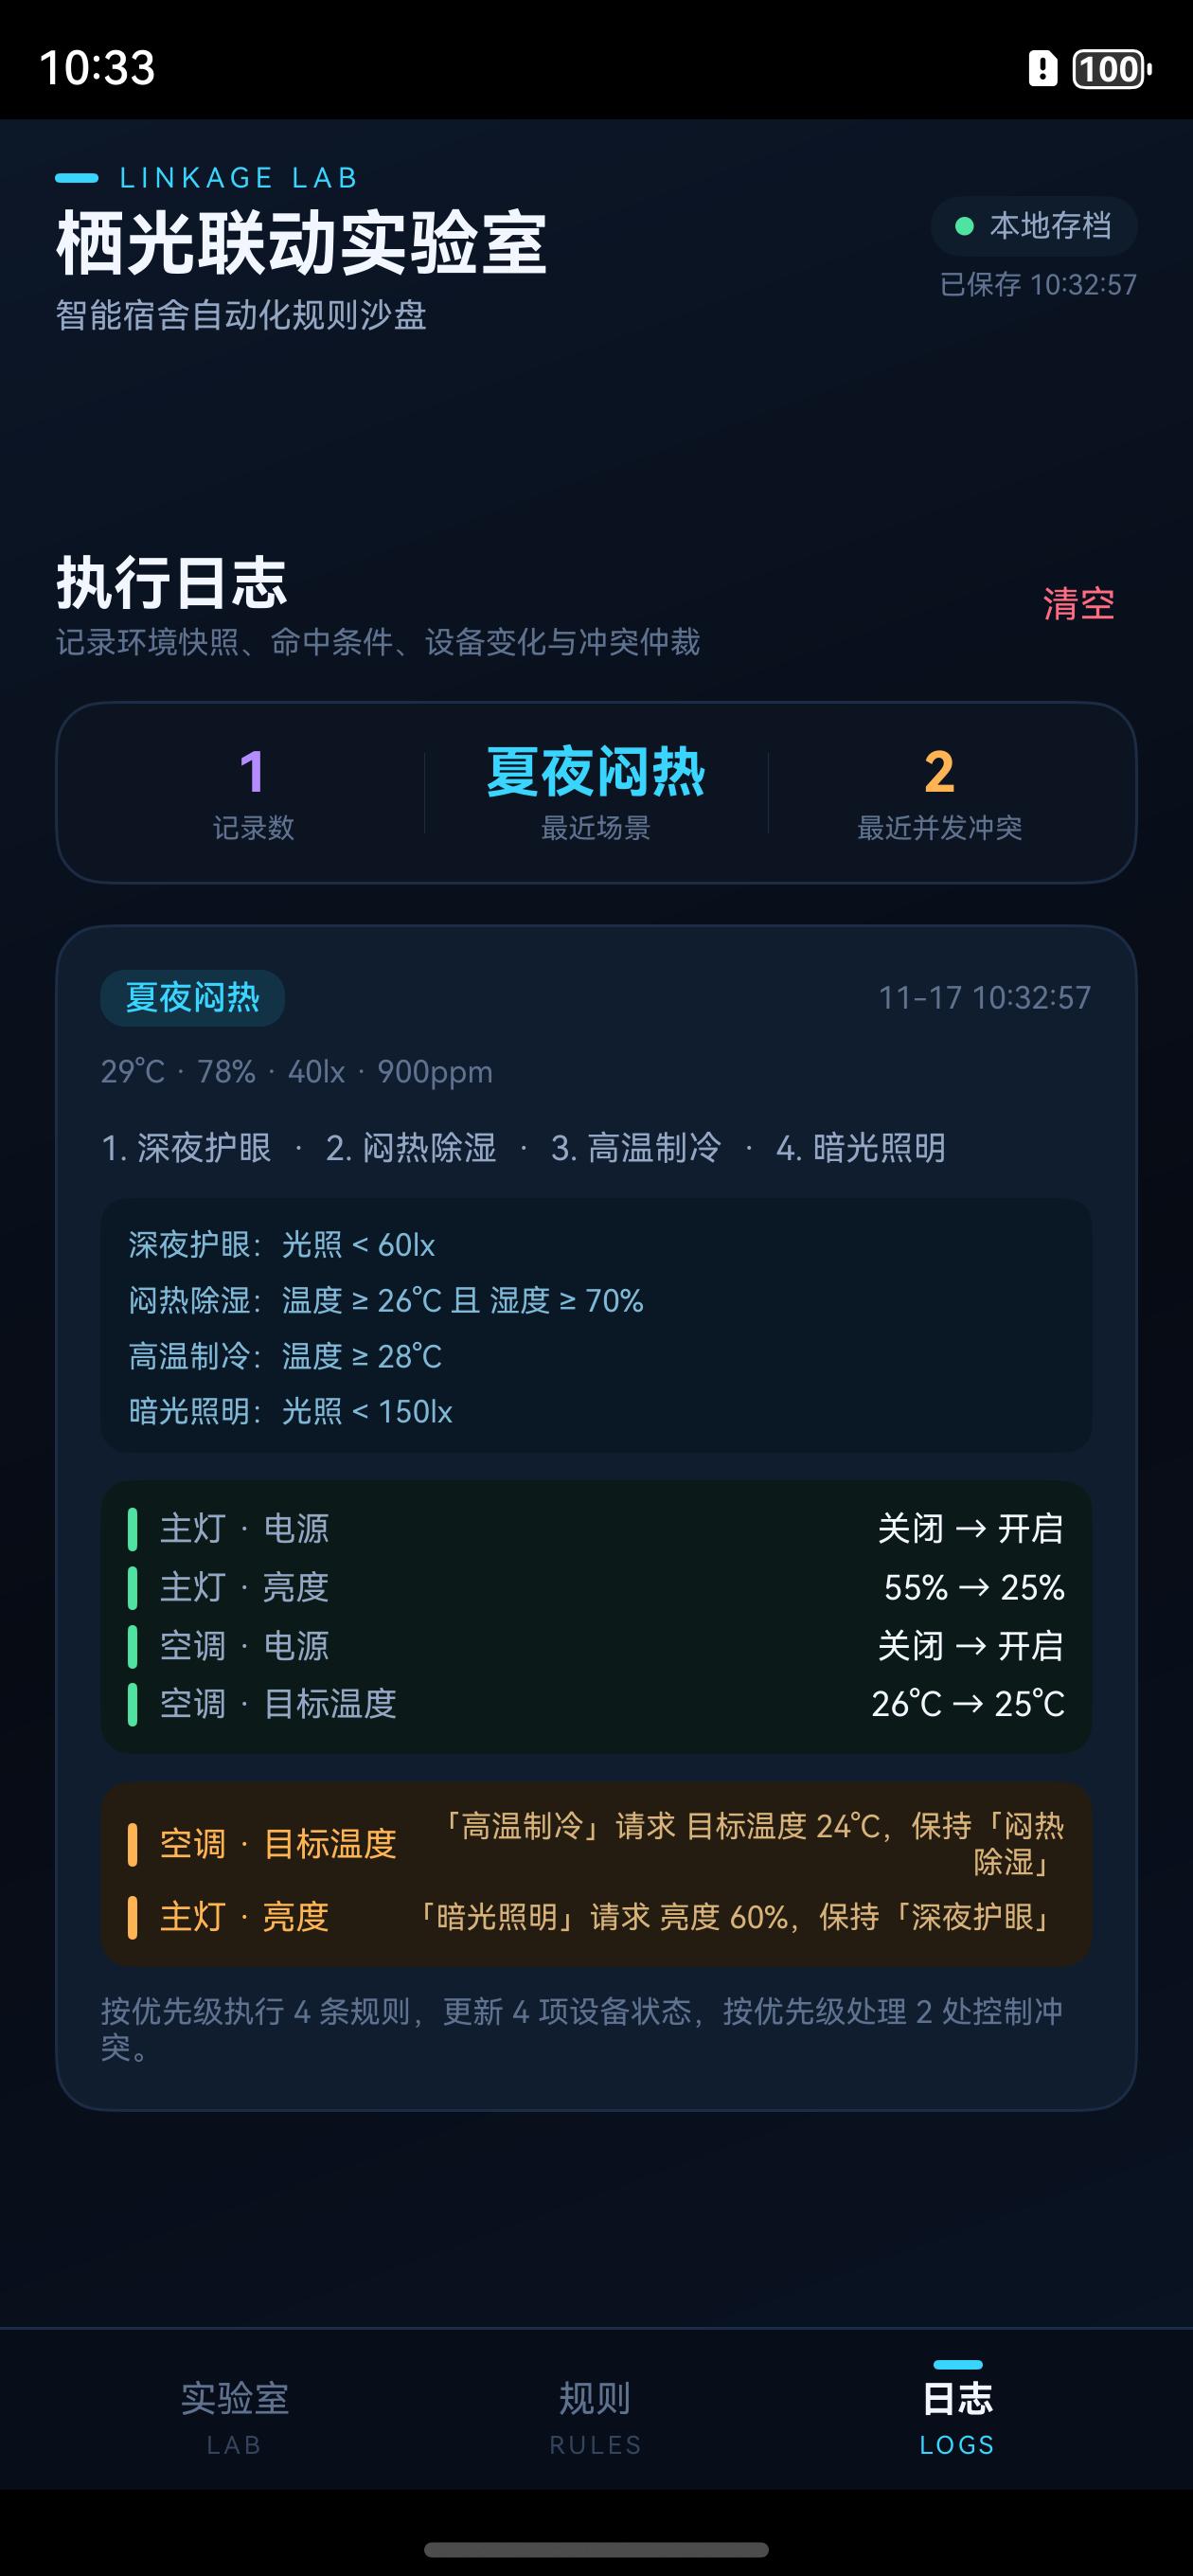 10:33
100
LINKAGE LAB
栖光联动实验室
本地存档
已保存 10:32:57
智能宿舍自动化规则沙盘
执行日志
清空
记录环境快照、命中条件、设备变化与冲突仲裁
1 夏夜闷热 2
记录数 最近场景 最近并发冲突
夏夜闷热 11-17 10:32:57
29°C · 78% · 40lx · 900ppm
1. 深夜护眼 · 2. 闷热除湿 · 3. 高温制冷 · 4. 暗光照明
深夜护眼：光照 < 60lx
闷热除湿：温度 ≥ 26°C 且 湿度 ≥ 70%
高温制冷：温度 ≥ 28°C
暗光照明：光照 < 150lx
主灯 · 电源 关闭 → 开启
主灯 · 亮度 55% → 25%
空调 · 电源 关闭 → 开启
空调 · 目标温度 26°C → 25°C
空调 · 目标温度 「高温制冷」请求 目标温度 24°C，保持「闷热
除湿」
主灯 · 亮度 「暗光照明」请求 亮度 60%，保持「深夜护眼」
按优先级执行 4 条规则，更新 4 项设备状态，按优先级处理 2 处控制冲
突。
实验室 规则 日志
LAB RULES LOGS